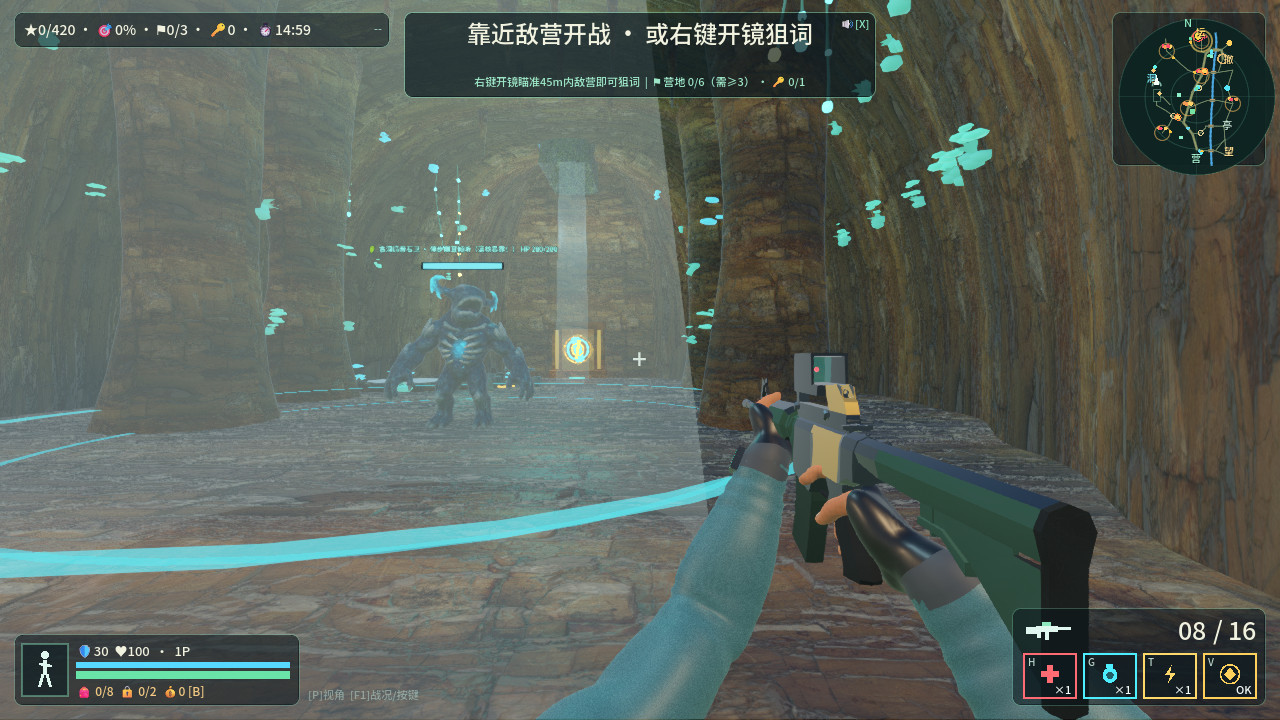 ★0/420 · 🎯0% · ⚑0/3 · 🔑0 · 14:59 --
靠近敌营开战 · 或右键开镜狙词
[X]
右键开镜瞄准45m内敌营即可狙词 | ⚑ 营地 0/6（需≥3） · 🔑 0/1
N
撤
亭
营
望
30 ♥100 · 1P
0/8 0/2 0 [B]
[P]视角 [F1]战况/按键
08 / 16
H ×1
G ×1
T ×1
V OK